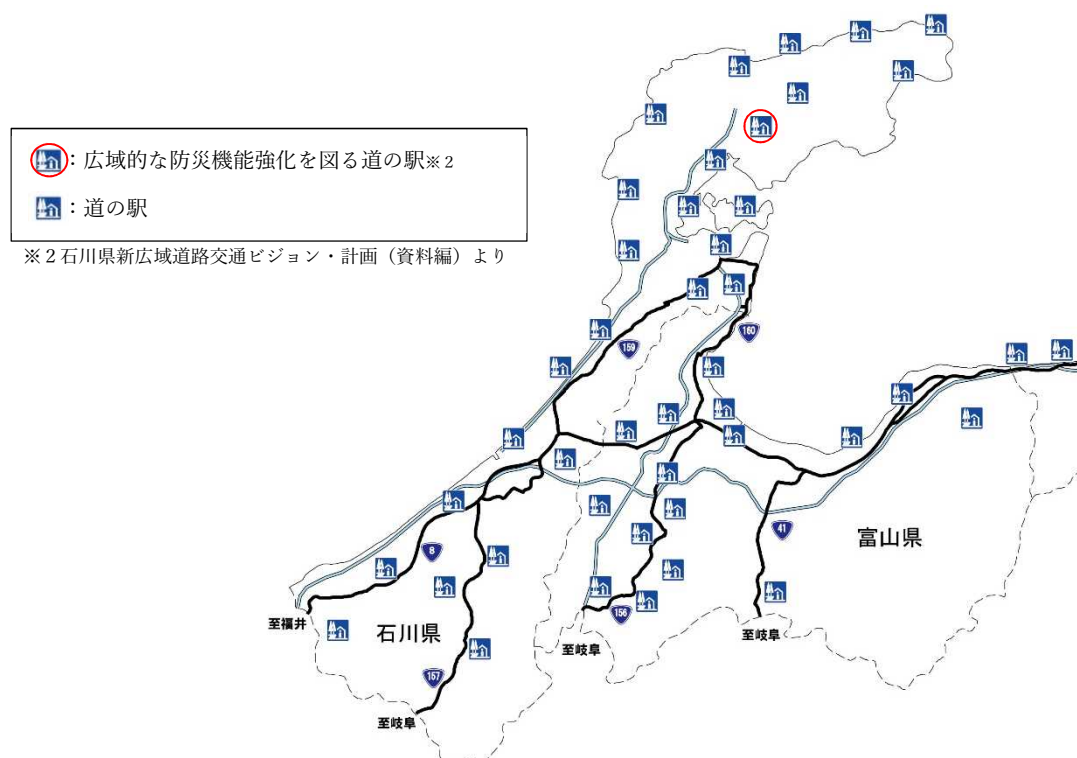 ：広域的な防災機能強化を図る道の駅※2
：道の駅
※２石川県新広域道路交通ビジョン・計画（資料編）より
159
160
41
富山県
8
156
至福井
石川県
至岐阜
至岐阜
157
至岐阜